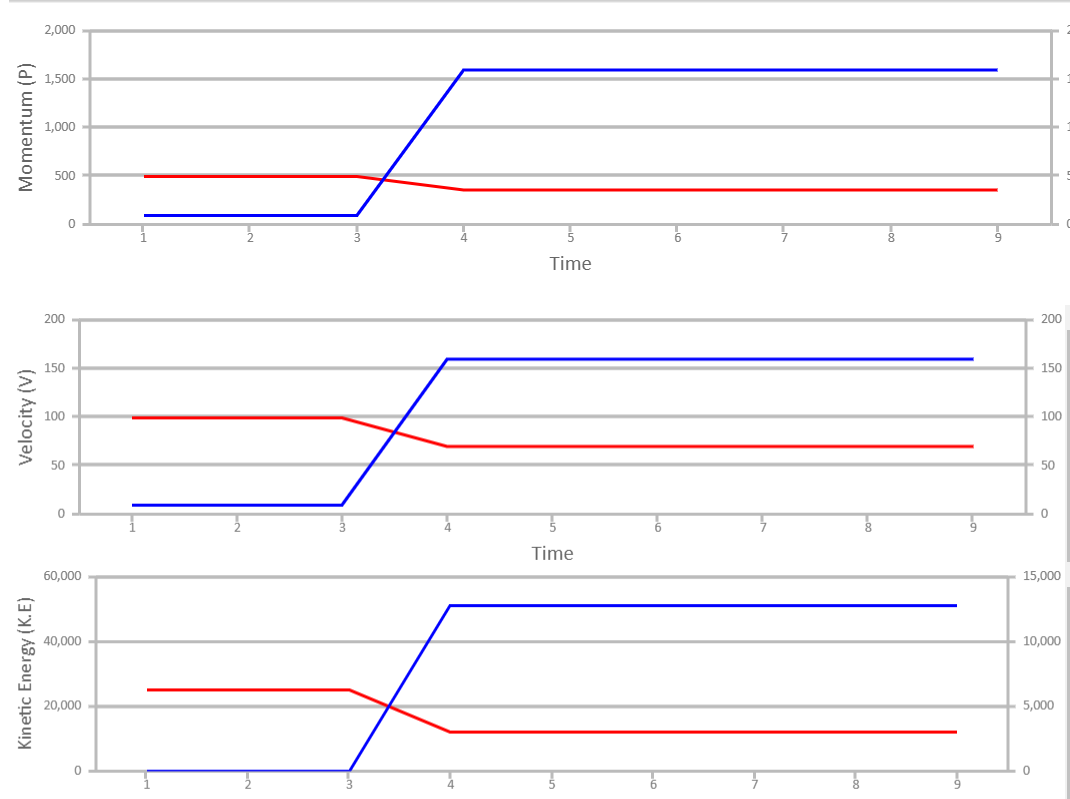 Momentum (P)
2,000
1,500
1,000
500
0
1 2 3 4 5 6 7 8 9
Time
Velocity (V)
200 200
150 150
100 100
50 50
0 0
1 2 3 4 5 6 7 8 9
Time
Kinetic Energy (K.E)
60,000 15,000
40,000 10,000
20,000 5,000
0 0
1 2 3 4 5 6 7 8 9